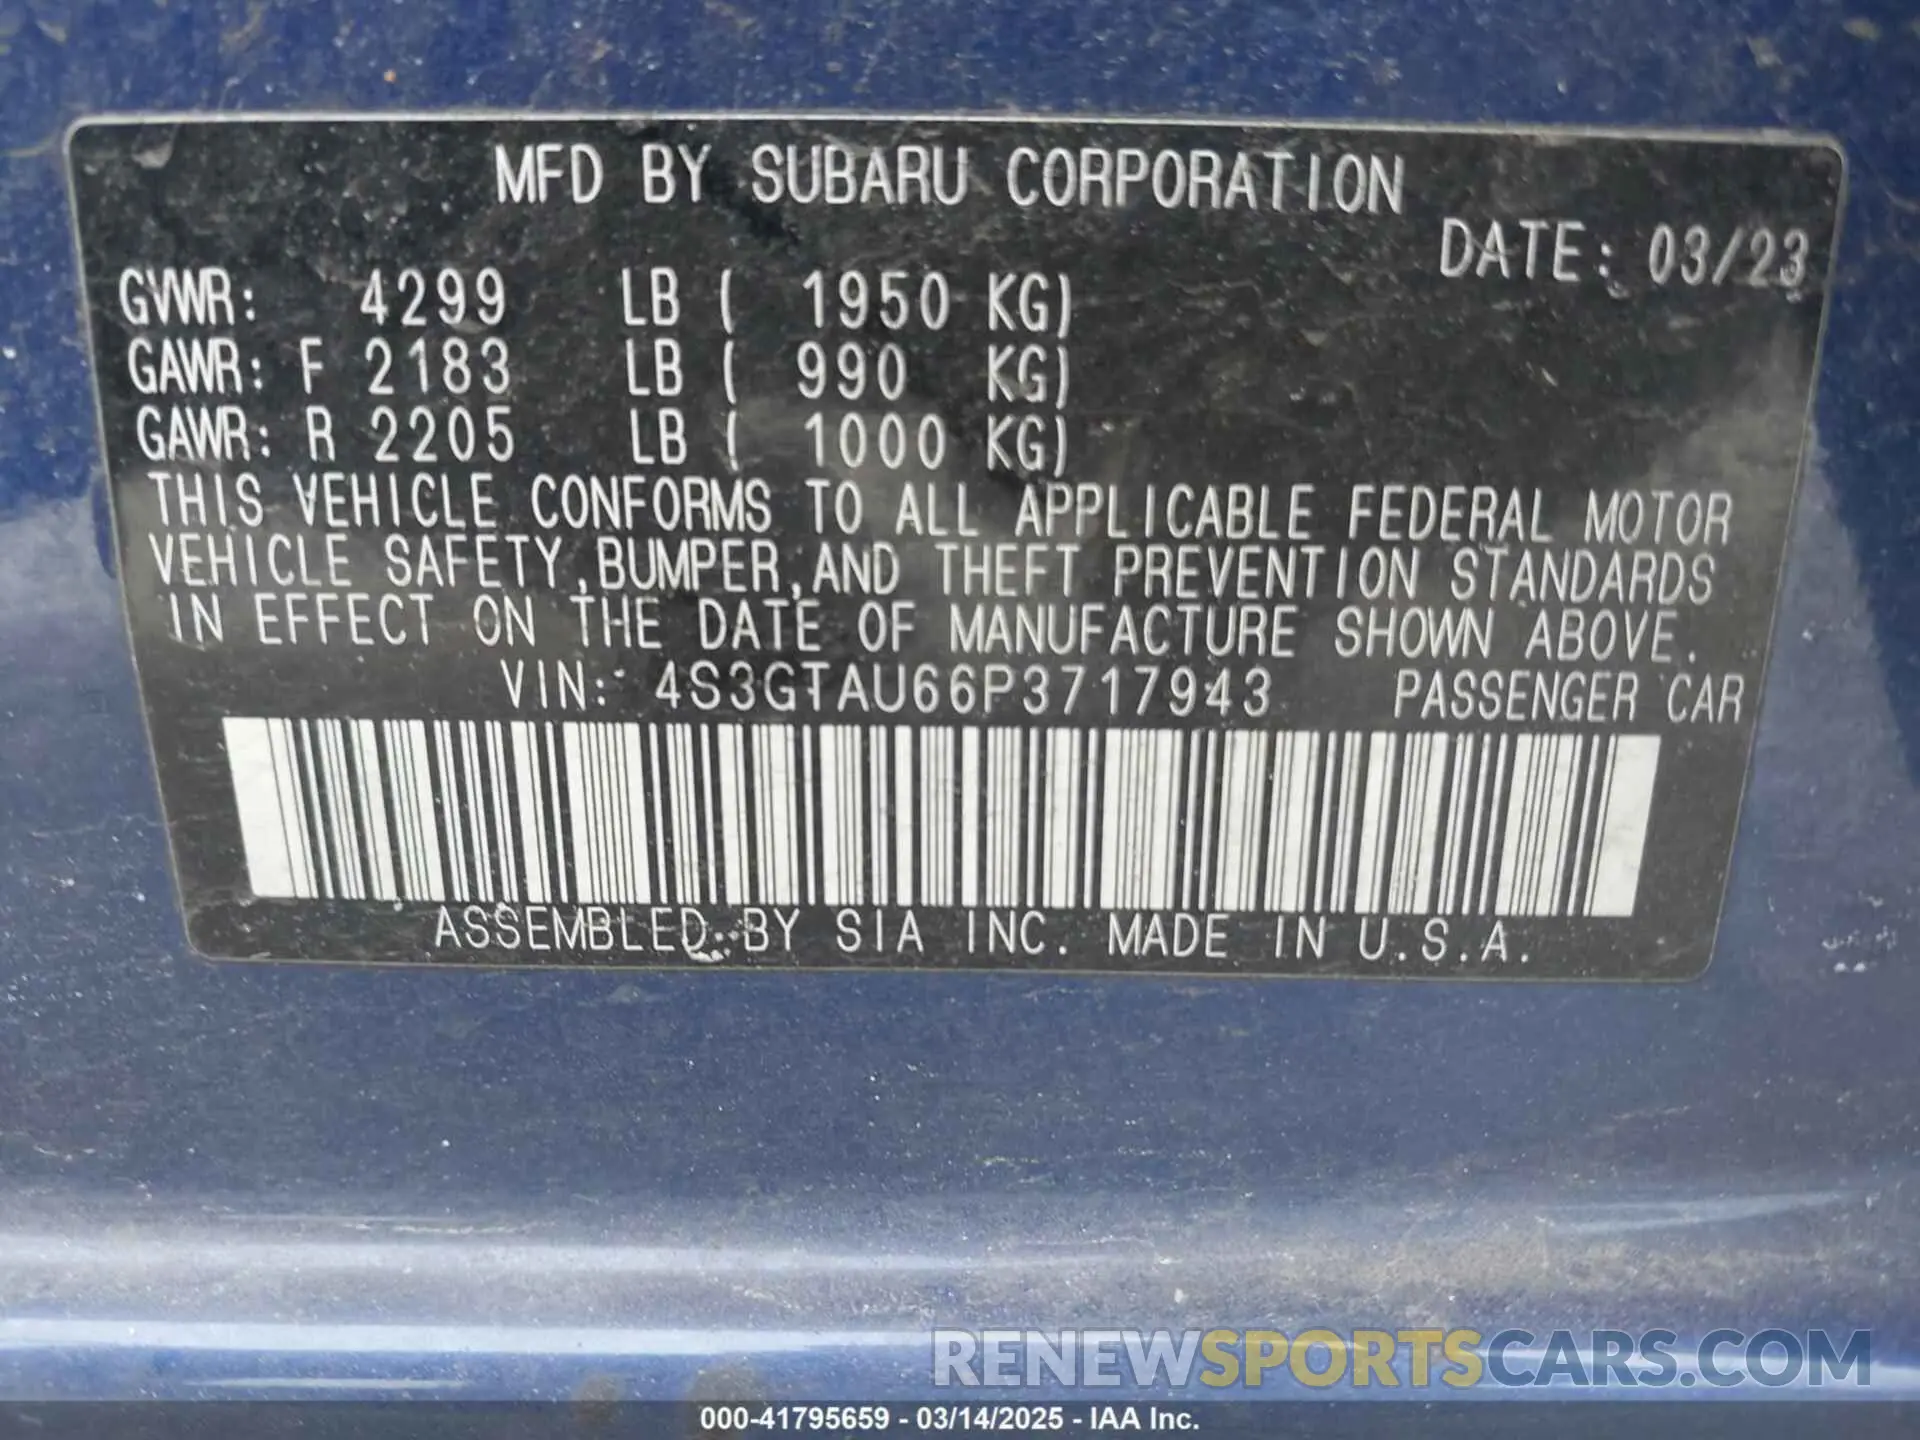 MFD BY SUBARU CORPORATION
DATE: 03/23
GVWR: 4299 LB ( 1950 KG)
GAWR: F 2183 LB ( 990 KG)
GAWR: R 2205 LB ( 1000 KG)
THIS VEHICLE CONFORMS TO ALL APPLICABLE FEDERAL MOTOR
VEHICLE SAFETY,BUMPER,AND THEFT PREVENTION STANDARDS
IN EFFECT ON THE DATE OF MANUFACTURE SHOWN ABOVE.
VIN: 4S3GTAU66P3717943 PASSENGER CAR
ASSEMBLED BY SIA INC. MADE IN U.S.A.
RENEWSPORTSCARS.COM
000-41795659 - 03/14/2025 - IAA Inc.